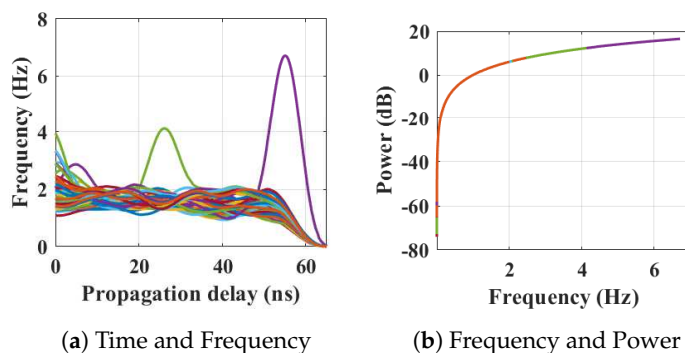 8
6
4
2
0
Frequency (Hz)
0 20 40 60
Propagation delay (ns)
(a) Time and Frequency
20
0
-20
-40
-60
-80
Power (dB)
2 4 6
Frequency (Hz)
(b) Frequency and Power